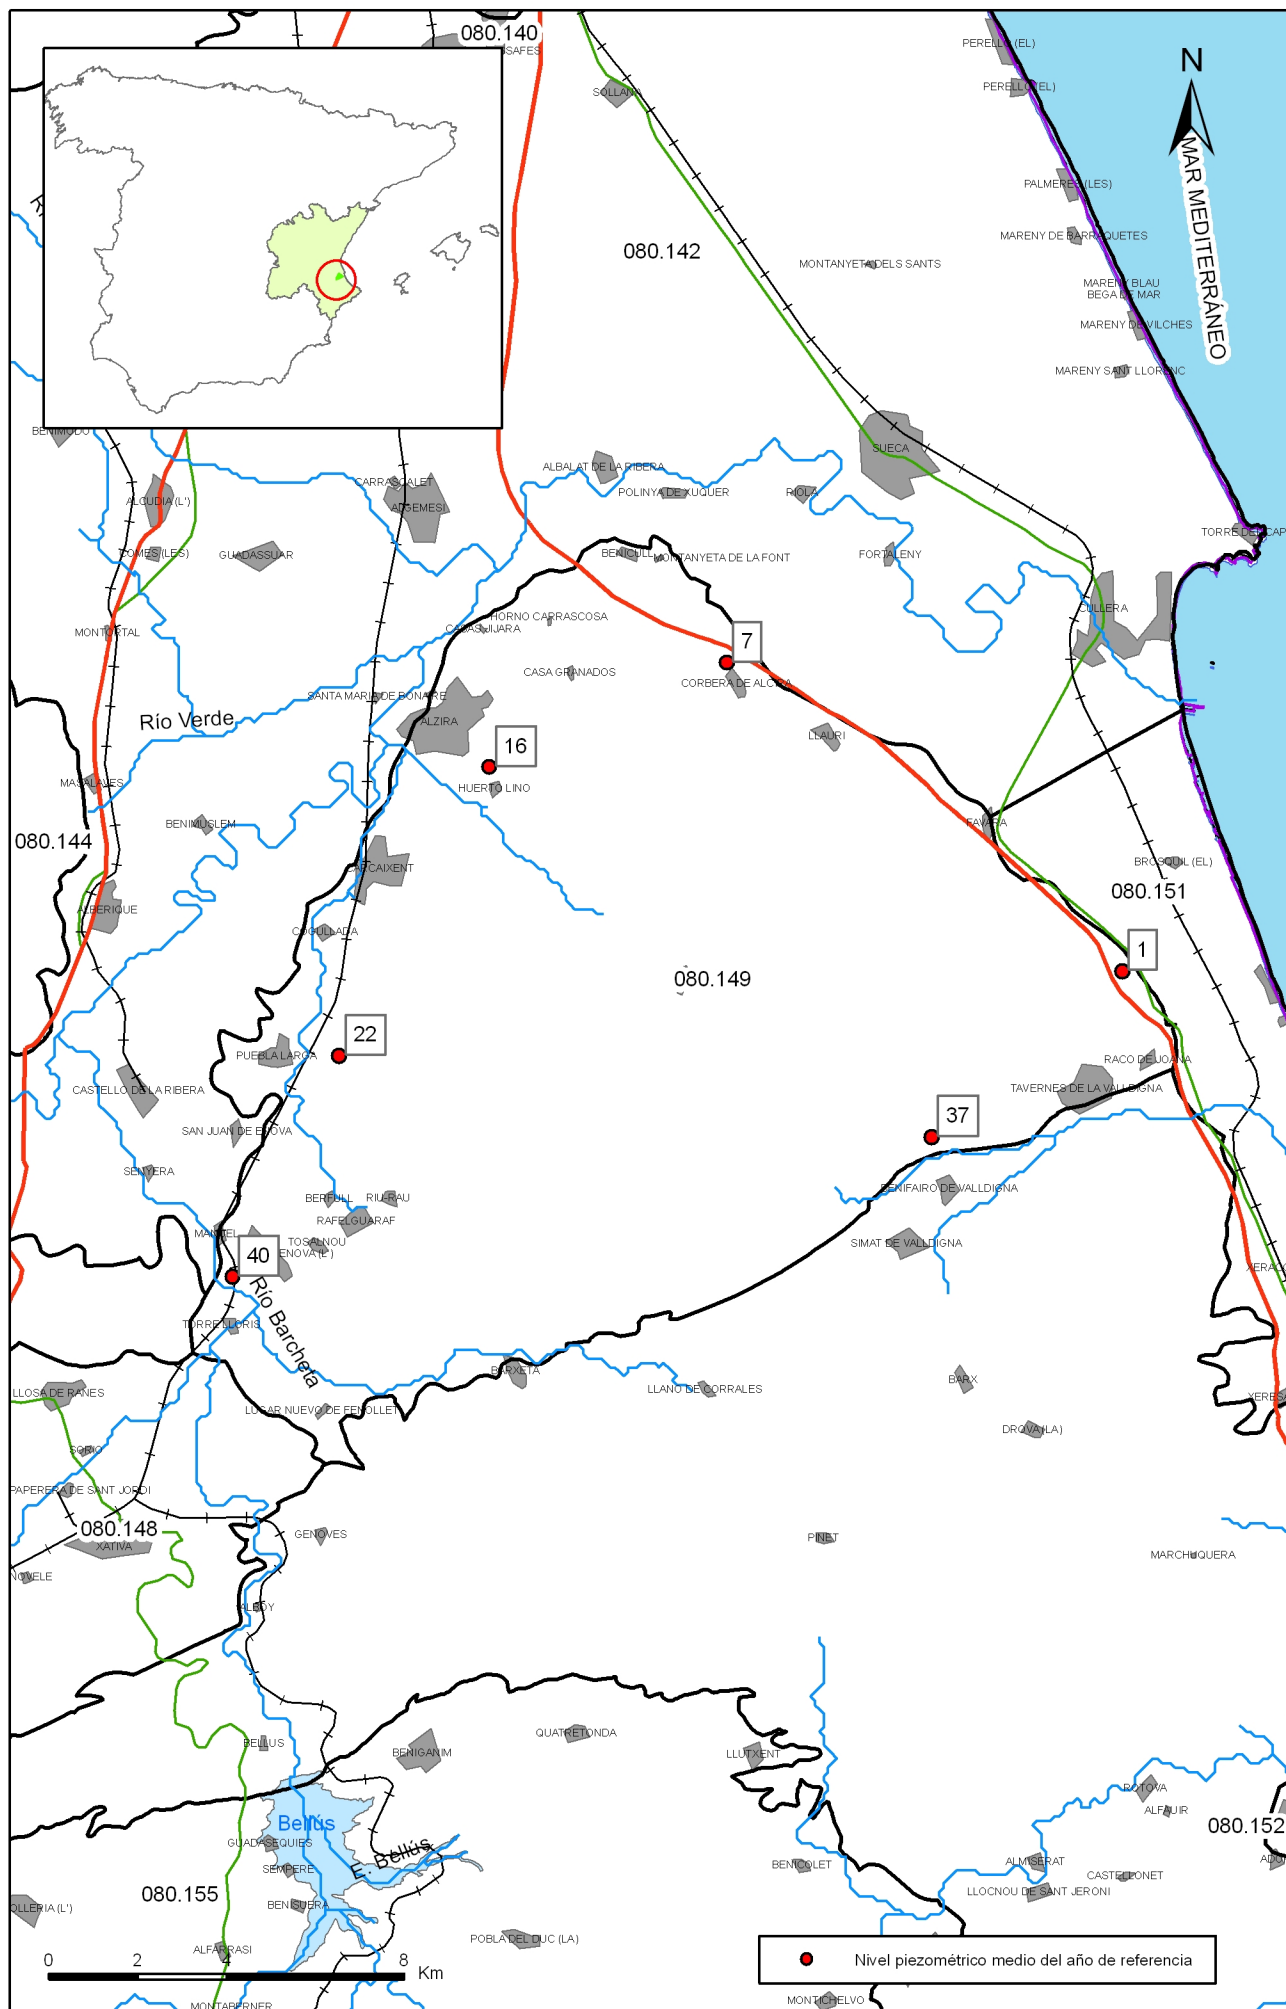 080.140
SOLLANA
PERELLO (EL)
PERELLO (EL)
N
MAR MEDITERRÁNEO
PALMERES (LES)
MARENY DE BARRAQUETES
080.142
MONTANYETA DELS SANTS
MARENY BLAU
BEGA DE MAR
MARENY DE VILCHES
MARENY SANT LLORENC
BENIMODO
SUECA
ALBALAT DE LA RIBERA
CARRASCALET
POLINYA DE XUQUER
RIOLA
ALCUDIA (L')
ALGEMESI
TORRE DEL CAP
COMES (LES)
GUADASSUAR
BENICULL
MONTANYETA DE LA FONT
FORTALENY
CULLERA
HORNO CARRASCOSA
CASAS IJARA
MONTORTAL
7
CASA GRANADOS
CORBERA DE ALCIRA
SANTA MARIA DE BONAIRE
Río Verde
ALZIRA
LLAURI
16
MASALAVES
HUERTO LINO
BENIMUSLEM
FAVARA
080.144
CARCAIXENT
BROSQUIL (EL)
080.151
ALBERIQUE
COGULLADA
1
080.149
22
PUEBLA LARGA
RACO DE JOANA
CASTELLO DE LA RIBERA
TAVERNES DE LA VALLDIGNA
37
SAN JUAN DE ENOVA
SENYERA
BENIFAIRO DE VALLDIGNA
BERFULL
RIU-RAU
RAFELGUARAF
MANUEL
TOSALNOU
SIMAT DE VALLDIGNA
ENOVA (L')
40
XERACO
Río Barcheta
TORRE LLORIS
BARXETA
BARX
LLOSA DE RANES
LLANO DE CORRALES
XERESA
LUGAR NUEVO DE FENOLLET
DROVA (LA)
SORIO
PAPERERA DE SANT JORDI
080.148
GENOVES
PINET
XATIVA
MARCHUQUERA
NOVELE
ALBOY
QUATRETONDA
BELLUS
BENIGANIM
LLUTXENT
ROTOVA
ALFAUIR
Bellús
080.152
GUADASEQUIES
E. Bellús
ALMISERAT
BENICOLET
SEMPERE
CASTELLONET
080.155
LLOCNOU DE SANT JERONI
BENISUERA
OLLERIA (L')
POBLA DEL DUC (LA)
ALFARRASI
Nivel piezométrico medio del año de referencia
0 2 4 8 Km
MONTICHELVO
MONTABERNER